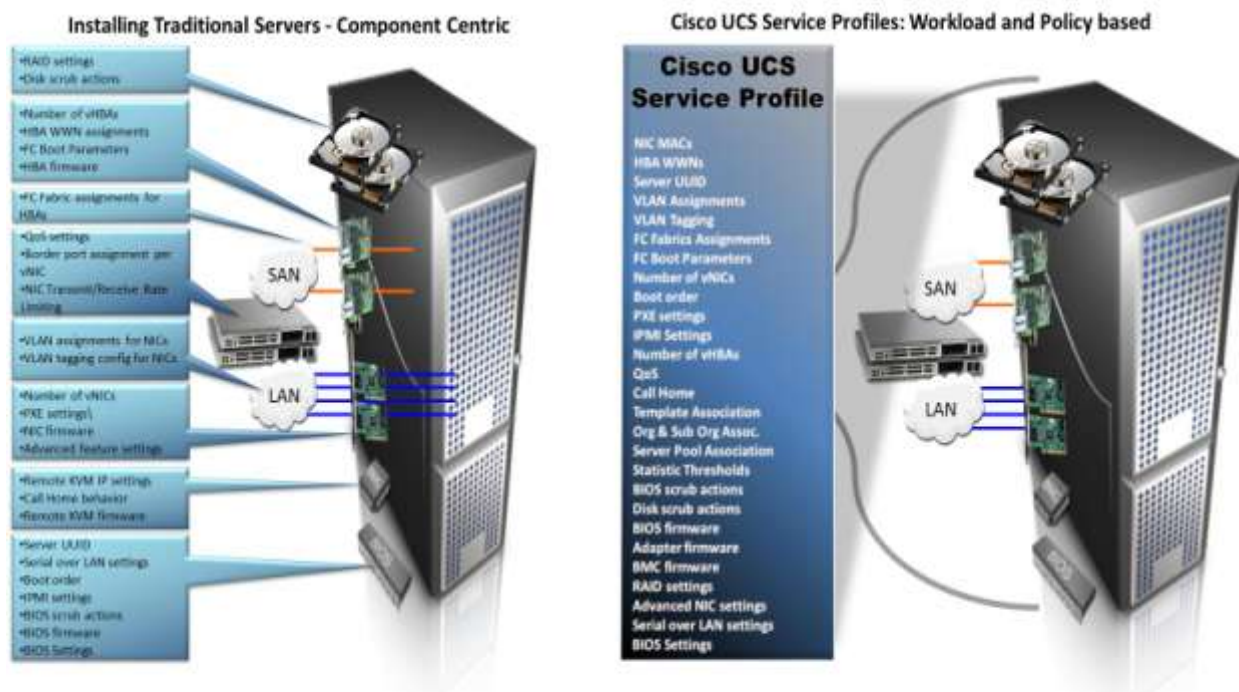 Installing Traditional Servers - Component Centric
•RAID settings
•Disk scrub actions
•Number of vHBAs
•HBA WWN assignments
•FC Boot Parameters
•HBA firmware
•FC Fabric assignments for
HBAs
•QoS settings
•Border port assignment per
vNIC
•NIC Transmit/Receive Rate
Limiting
•VLAN assignments for NICs
•VLAN tagging config for NICs
•Number of vNICs
•PXE settings\
•NIC firmware
•Advanced feature settings
•Remote KVM IP settings
•Call Home behavior
•Remote KVM firmware
•Server UUID
•Serial over LAN settings
•Boot order
•IPMI settings
•BIOS scrub actions
•BIOS firmware
•BIOS Settings
SAN
LAN
BIOS
Cisco UCS Service Profiles: Workload and Policy based
Cisco UCS
Service Profile
NIC MACs
HBA WWNs
Server UUID
VLAN Assignments
VLAN Tagging
FC Fabrics Assignments
FC Boot Parameters
Number of vNICs
Boot order
PXE settings
IPMI Settings
Number of vHBAs
QoS
Call Home
Template Association
Org & Sub Org Assoc.
Server Pool Association
Statistic Thresholds
BIOS scrub actions
Disk scrub actions
BIOS firmware
Adapter firmware
BMC firmware
RAID settings
Advanced NIC settings
Serial over LAN settings
BIOS Settings
SAN
LAN
BIOS